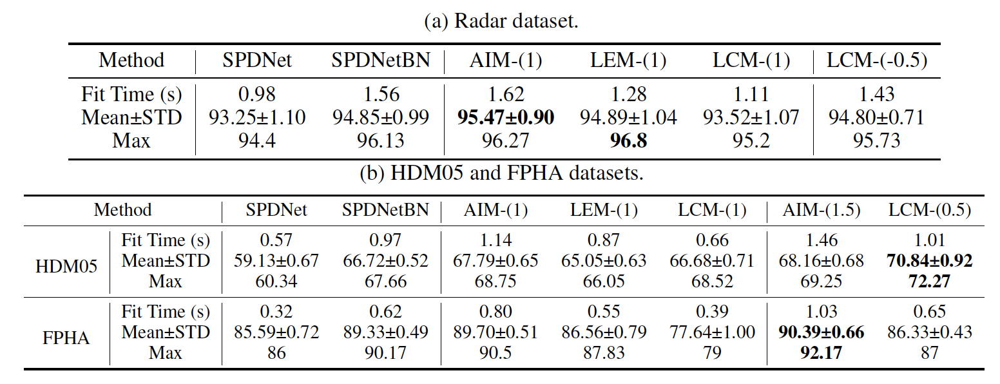 (a) Radar dataset.
Method SPDNet SPDNetBN AIM-(1) LEM-(1) LCM-(1) LCM-(-0.5)
Fit Time (s) 0.98 1.56 1.62 1.28 1.11 1.43
Mean±STD 93.25±1.10 94.85±0.99 95.47±0.90 94.89±1.04 93.52±1.07 94.80±0.71
Max 94.4 96.13 96.27 96.8 95.2 95.73
(b) HDM05 and FPHA datasets.
Method SPDNet SPDNetBN AIM-(1) LEM-(1) LCM-(1) AIM-(1.5) LCM-(0.5)
HDM05
Fit Time (s) 0.57 0.97 1.14 0.87 0.66 1.46 1.01
Mean±STD 59.13±0.67 66.72±0.52 67.79±0.65 65.05±0.63 66.68±0.71 68.16±0.68 70.84±0.92
Max 60.34 67.66 68.75 66.05 68.52 69.25 72.27
FPHA
Fit Time (s) 0.32 0.62 0.80 0.55 0.39 1.03 0.65
Mean±STD 85.59±0.72 89.33±0.49 89.70±0.51 86.56±0.79 77.64±1.00 90.39±0.66 86.33±0.43
Max 86 90.17 90.5 87.83 79 92.17 87